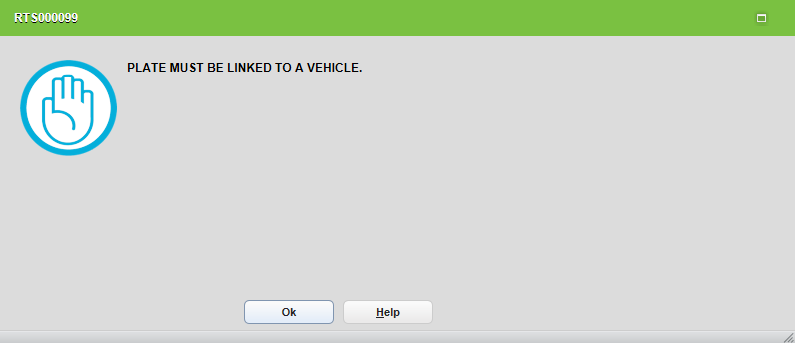 RTS000099
PLATE MUST BE LINKED TO A VEHICLE.
Ok
Help